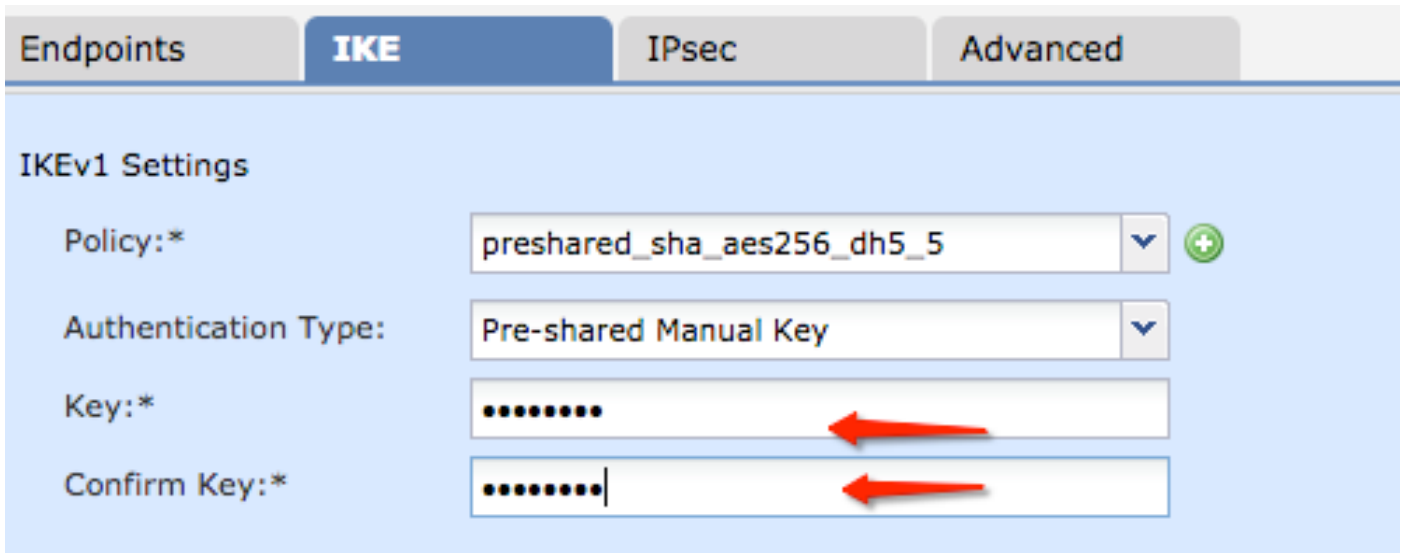 Endpoints IKE IPsec Advanced
IKEv1 Settings
Policy:* preshared_sha_aes256_dh5_5
Authentication Type: Pre-shared Manual Key
Key:* ••••••••
Confirm Key:* ••••••••